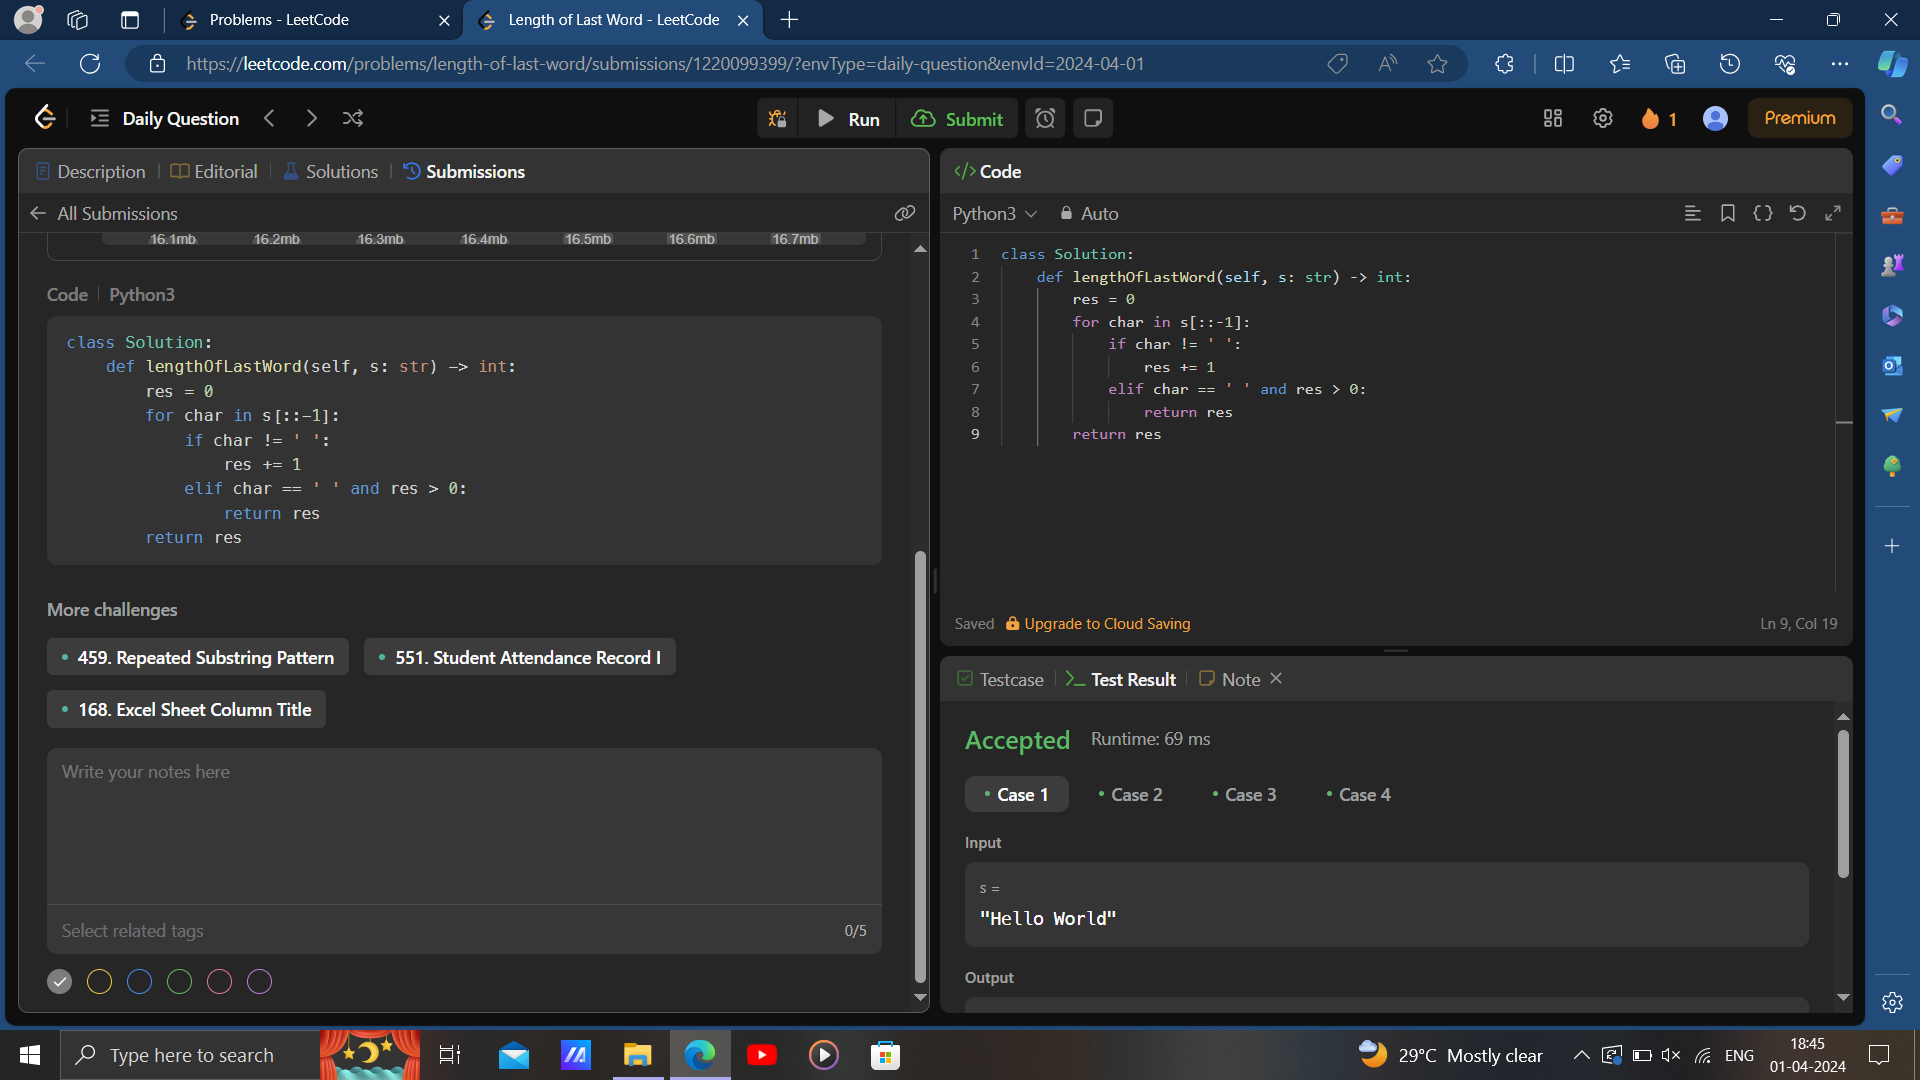 Problems - LeetCode
Length of Last Word - LeetCode
https://leetcode.com/problems/length-of-last-word/submissions/1220099399/?envType=daily-question&envId=2024-04-01
Daily Question
Run
Submit
1
Premium
Description
Editorial
Solutions
Submissions
All Submissions
16.1mb 16.2mb 16.3mb 16.4mb 16.5mb 16.6mb 16.7mb
Code Python3
class Solution:
def lengthOfLastWord(self, s: str) -> int:
res = 0
for char in s[::-1]:
if char != ' ':
res += 1
elif char == ' ' and res > 0:
return res
return res
More challenges
459. Repeated Substring Pattern
551. Student Attendance Record I
168. Excel Sheet Column Title
Write your notes here
Select related tags
0/5
</> Code
Python3
Auto
1 class Solution:
2 def lengthOfLastWord(self, s: str) -> int:
3 res = 0
4 for char in s[::-1]:
5 if char != ' ':
6 res += 1
7 elif char == ' ' and res > 0:
8 return res
9 return res
Saved
Upgrade to Cloud Saving
Ln 9, Col 19
Testcase
Test Result
Note
Accepted
Runtime: 69 ms
Case 1
Case 2
Case 3
Case 4
Input
s =
"Hello World"
Output
Type here to search
29°C Mostly clear
ENG
18:45
01-04-2024